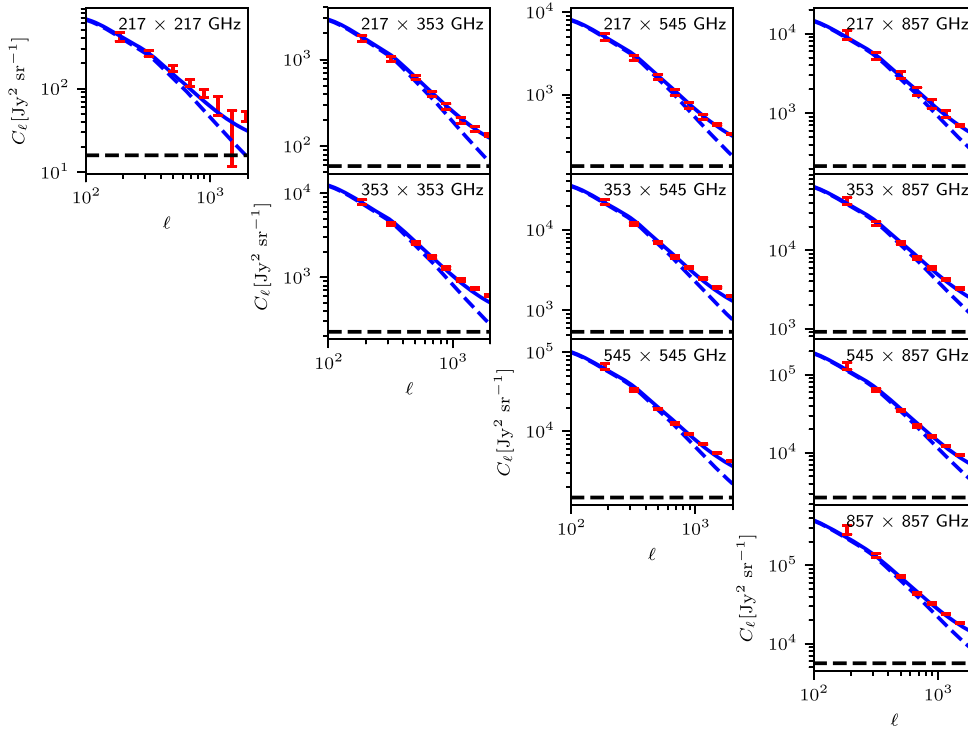 217 × 217 GHz
217 × 353 GHz
217 × 545 GHz
217 × 857 GHz
C_ℓ[Jy² sr⁻¹]
10²
10¹
10³
10²
10⁴
10³
10⁴
10³
10²
10³
ℓ
353 × 353 GHz
353 × 545 GHz
353 × 857 GHz
C_ℓ[Jy² sr⁻¹]
10⁴
10³
10⁴
10³
10⁴
10³
10²
10³
ℓ
545 × 545 GHz
545 × 857 GHz
C_ℓ[Jy² sr⁻¹]
10⁵
10⁴
10⁵
10⁴
10²
10³
ℓ
857 × 857 GHz
C_ℓ[Jy² sr⁻¹]
10⁵
10⁴
10²
10³
ℓ